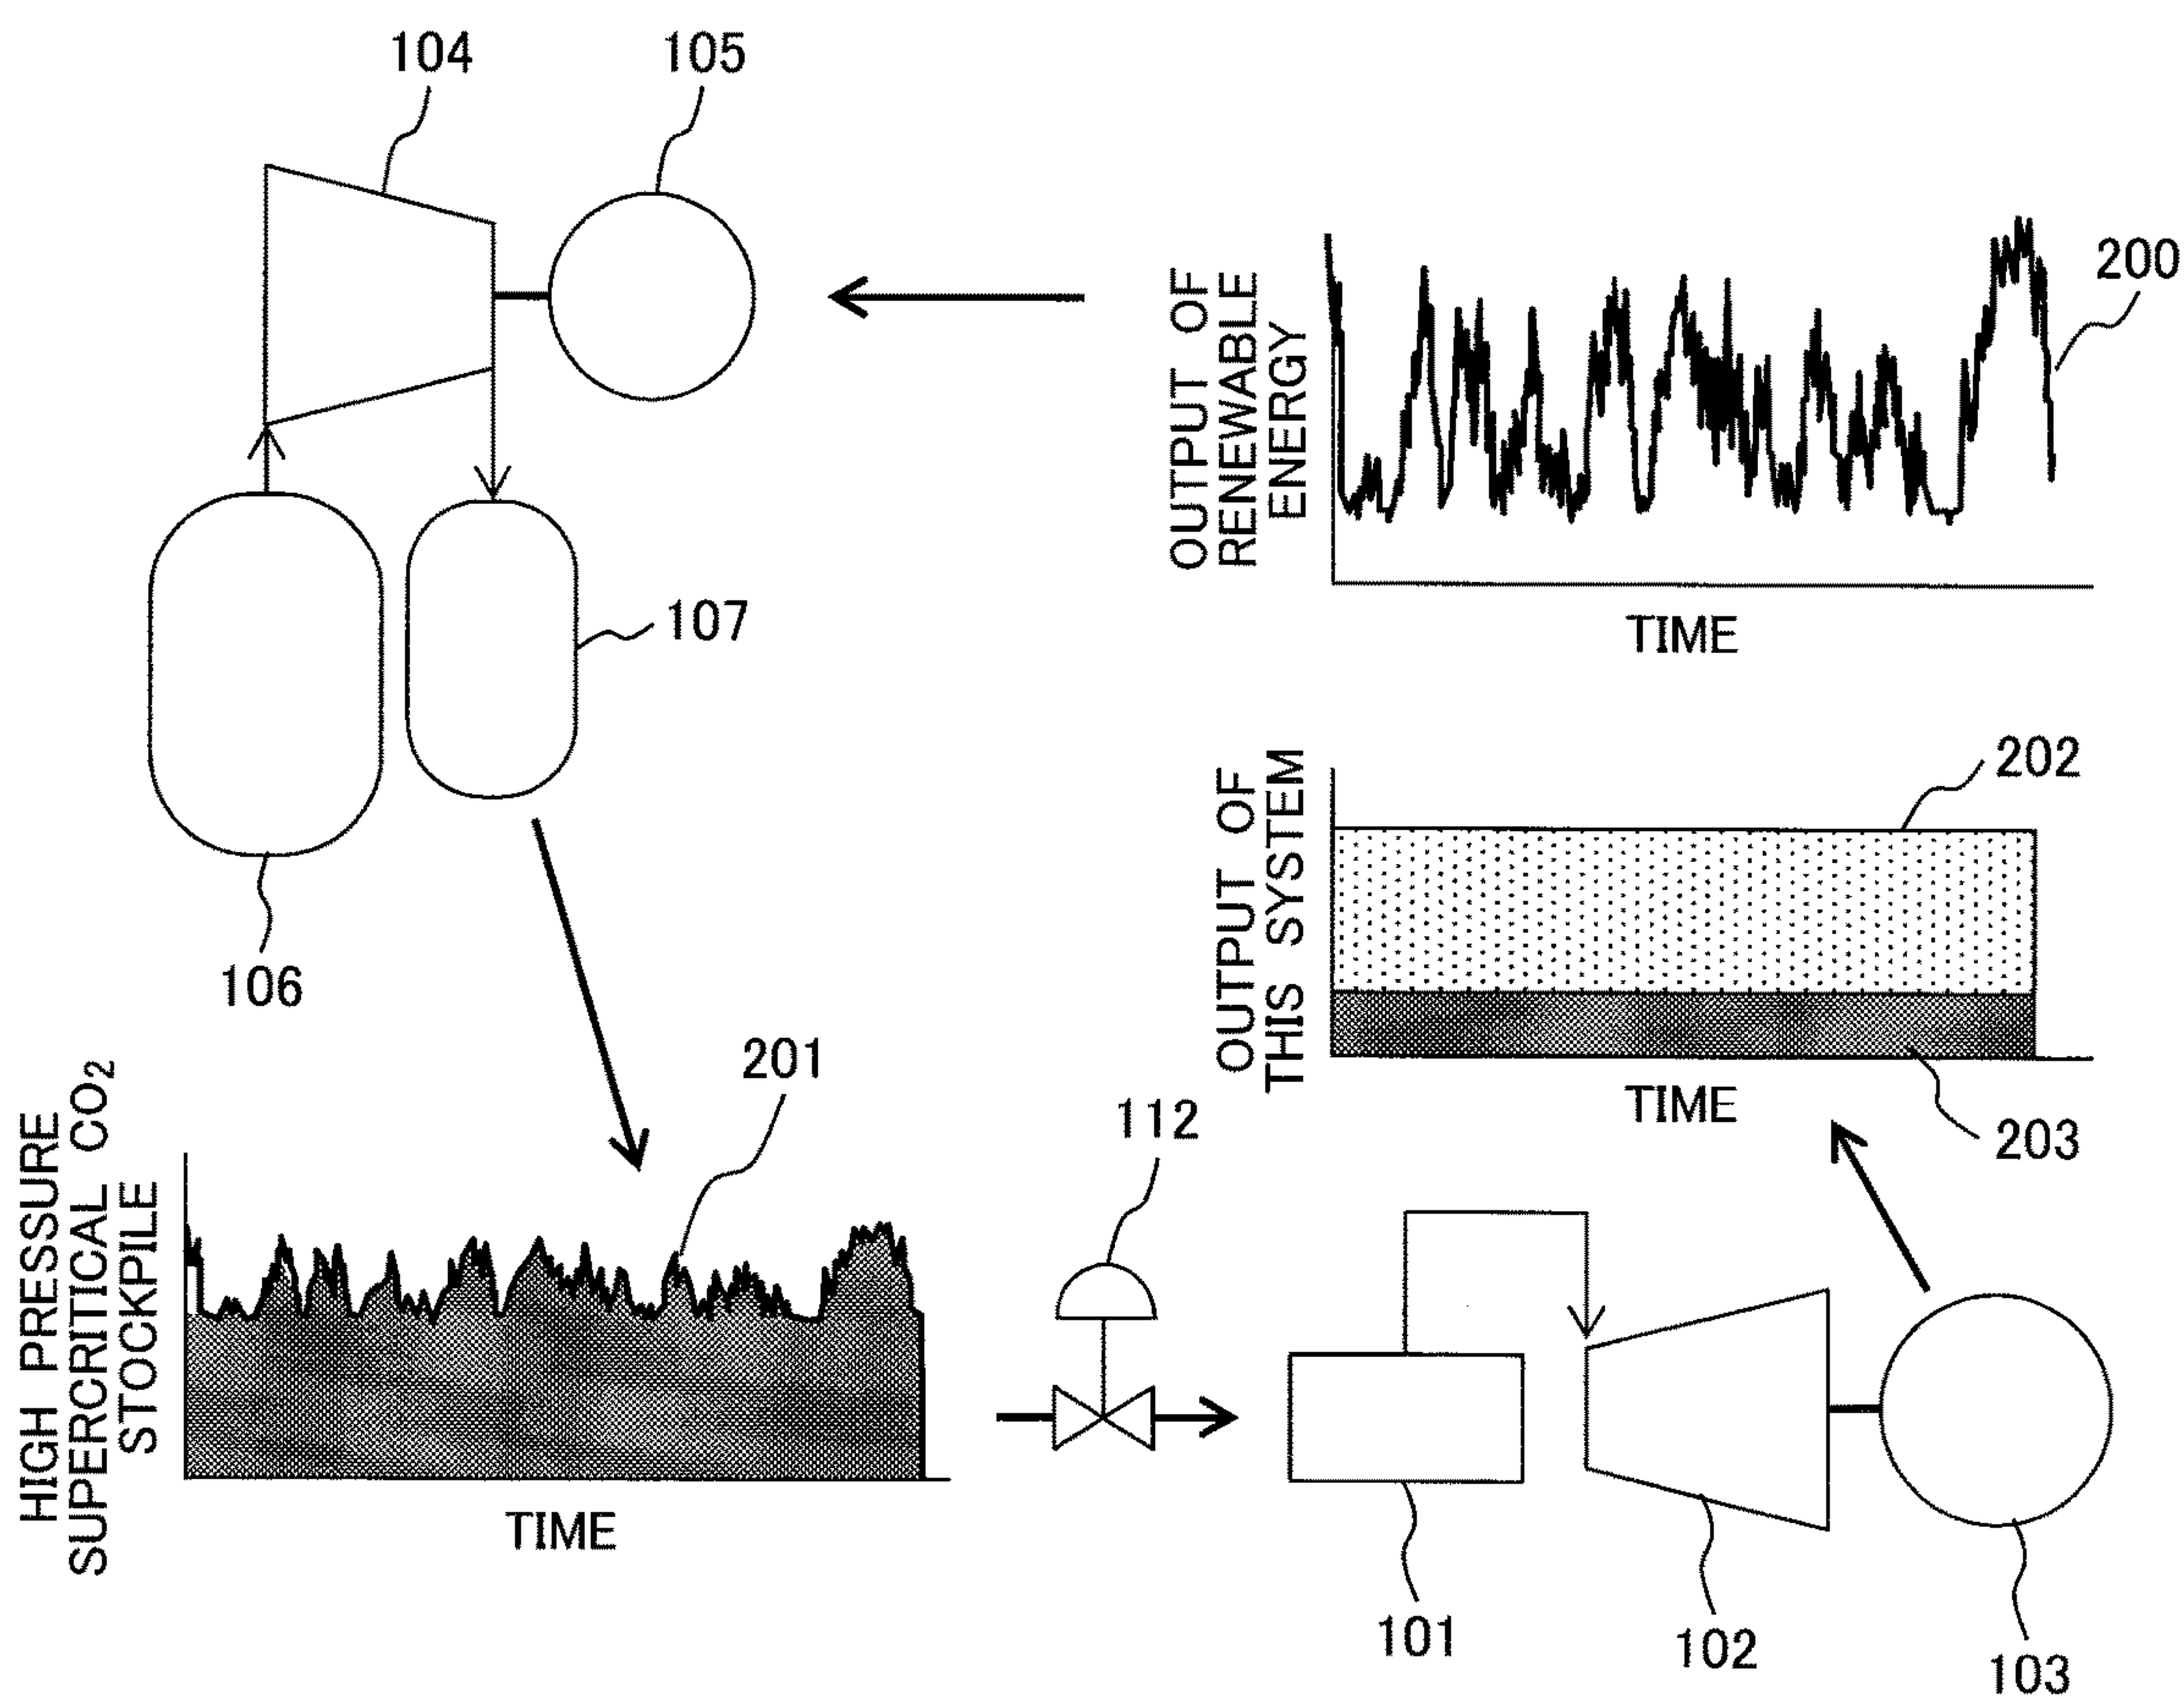 104
105
OUTPUT OF
RENEWABLE
ENERGY
200
TIME
107
106
OUTPUT OF
THIS SYSTEM
202
TIME
203
HIGH PRESSURE
SUPERCRITICAL CO₂
STOCKPILE
201
TIME
112
101
102
103